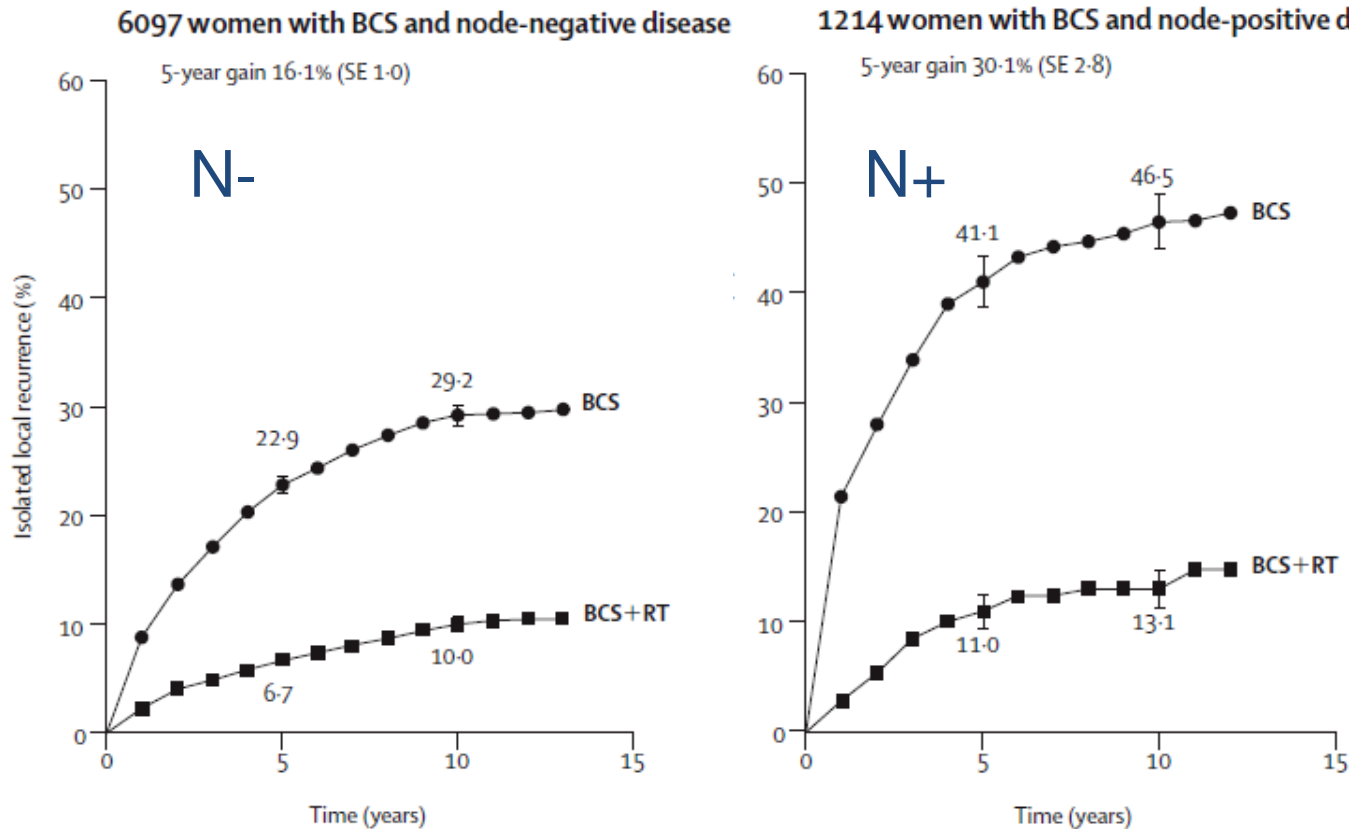 6097 women with BCS and node-negative disease
5-year gain 16·1% (SE 1·0)
N-
Isolated local recurrence (%)
60
50
40
30
20
10
0
22·9
29·2
BCS
6·7
10·0
BCS+RT
0
5
10
15
Time (years)
1214 women with BCS and node-positive d
5-year gain 30·1% (SE 2·8)
N+
60
50
40
30
20
10
0
41·1
46·5
BCS
11·0
13·1
BCS+RT
0
5
10
15
Time (years)